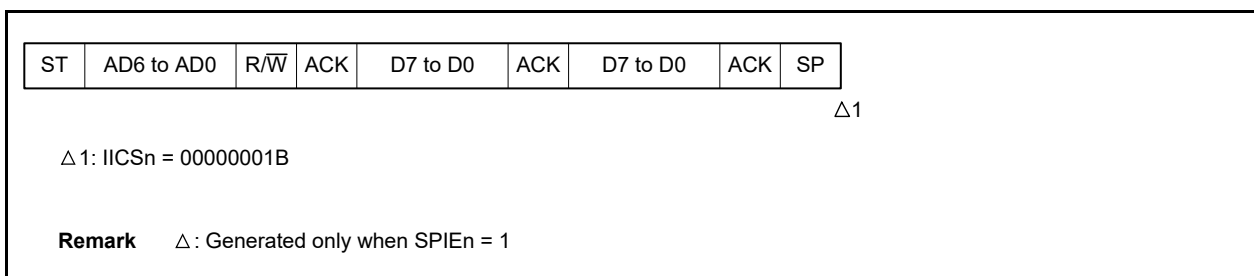 ST AD6 to AD0 R/W̅ ACK D7 to D0 ACK D7 to D0 ACK SP
△1
△1: IICSn = 00000001B
Remark △: Generated only when SPIEn = 1